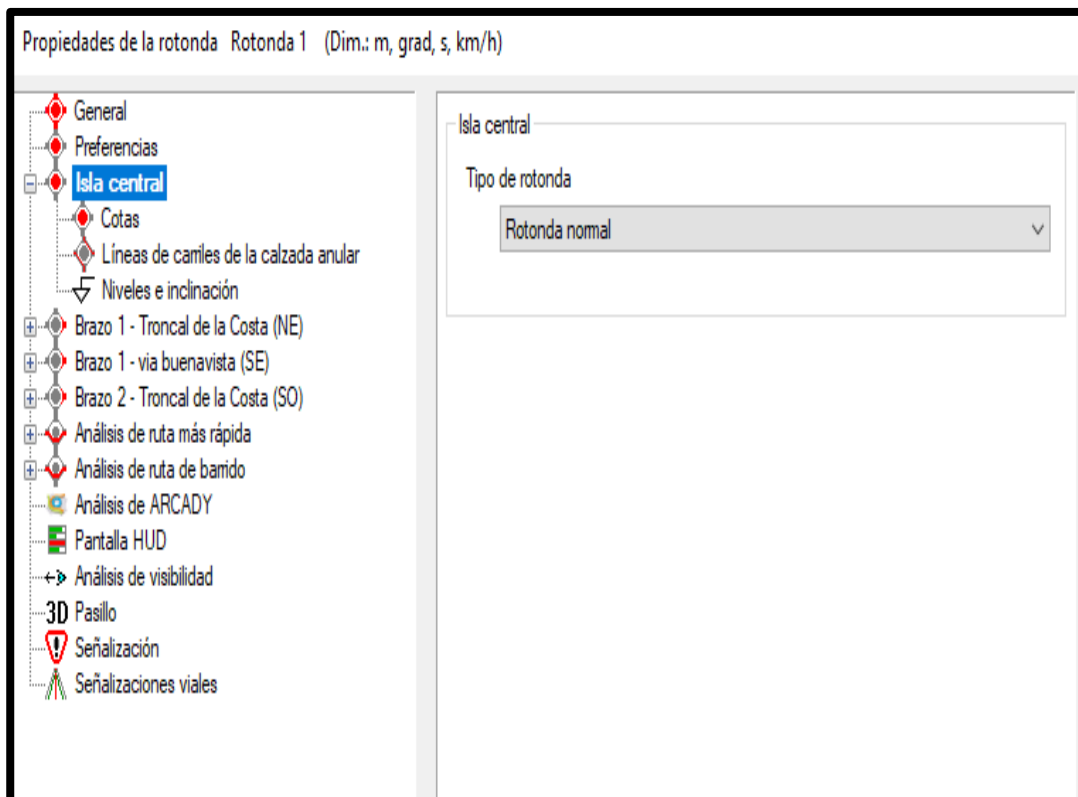 Propiedades de la rotonda Rotonda 1 (Dim.: m, grad, s, km/h)
General
Preferencias
Isla central
Cotas
Líneas de carriles de la calzada anular
Niveles e inclinación
Brazo 1 - Troncal de la Costa (NE)
Brazo 1 - via buenavista (SE)
Brazo 2 - Troncal de la Costa (SO)
Análisis de ruta más rápida
Análisis de ruta de barrido
Análisis de ARCADY
Pantalla HUD
Análisis de visibilidad
3D Pasillo
Señalización
Señalizaciones viales
Isla central
Tipo de rotonda
Rotonda normal